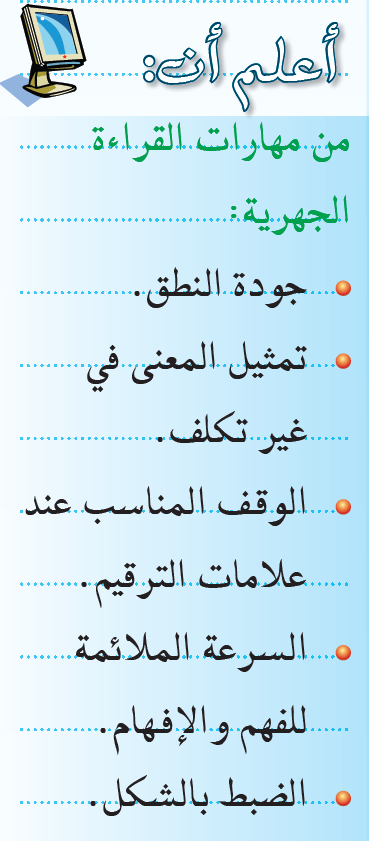 أعلم أن:
من مهارات القراءة
الجهرية:
جودة النطق.
تمثيل المعنى في
غير تكلف.
الوقف المناسب عند
علامات الترقيم.
السرعة الملائمة
للفهم والإفهام.
الضبط بالشكل.